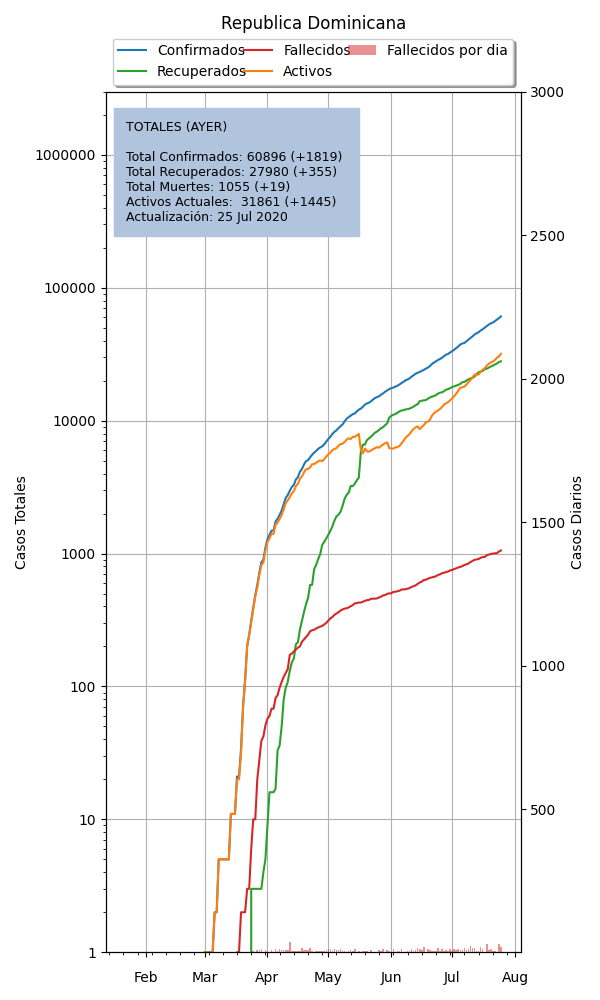 Republica Dominicana
Confirmados
Recuperados
Fallecidos
Activos
Fallecidos por dia
TOTALES (AYER)
Total Confirmados: 60896 (+1819)
Total Recuperados: 27980 (+355)
Total Muertes: 1055 (+19)
Activos Actuales:  31861 (+1445)
Actualización: 25 Jul 2020
Casos Totales
1000000
100000
10000
1000
100
10
1
Casos Diarios
3000
2500
2000
1500
1000
500
Feb Mar Apr May Jun Jul Aug